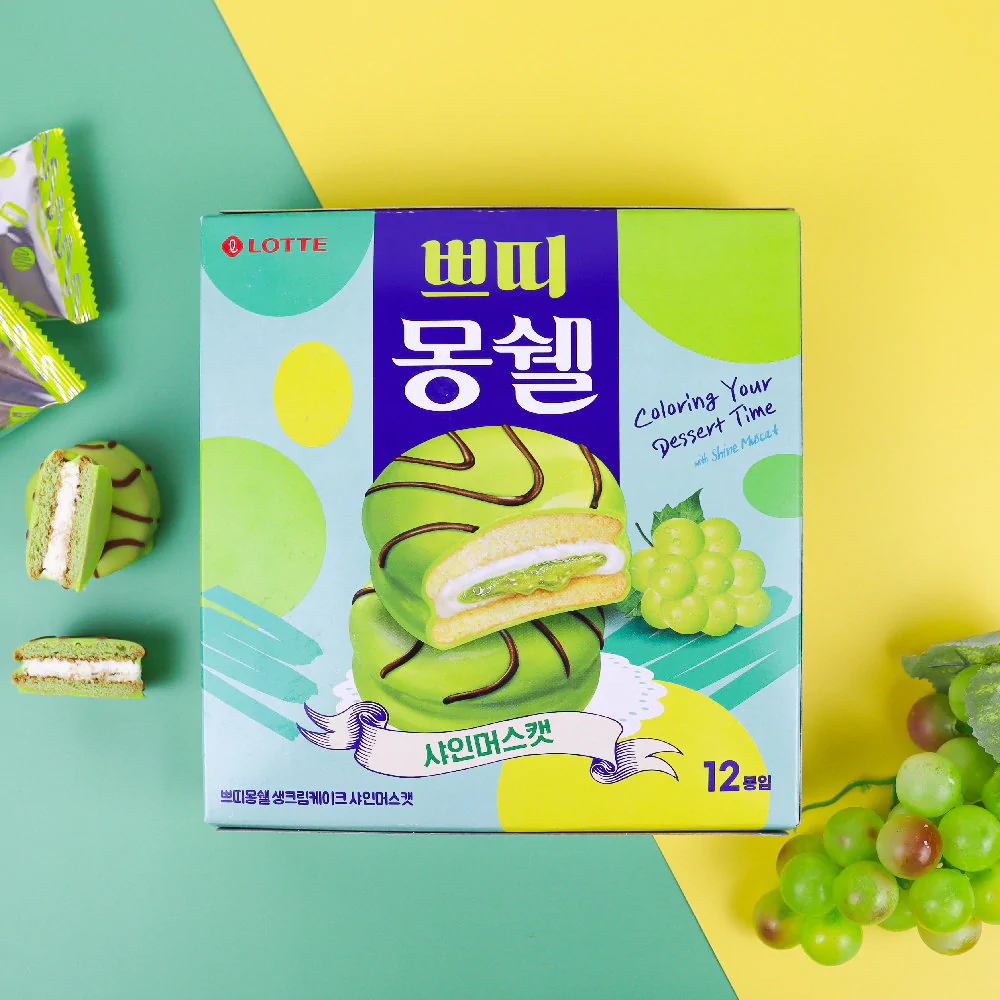 LOTTE
쁘띠
몽쉘
Coloring Your
Dessert Time
with Shine Muscat
샤인머스캣
쁘띠몽쉘 생크림케이크 샤인머스캣
12봉입